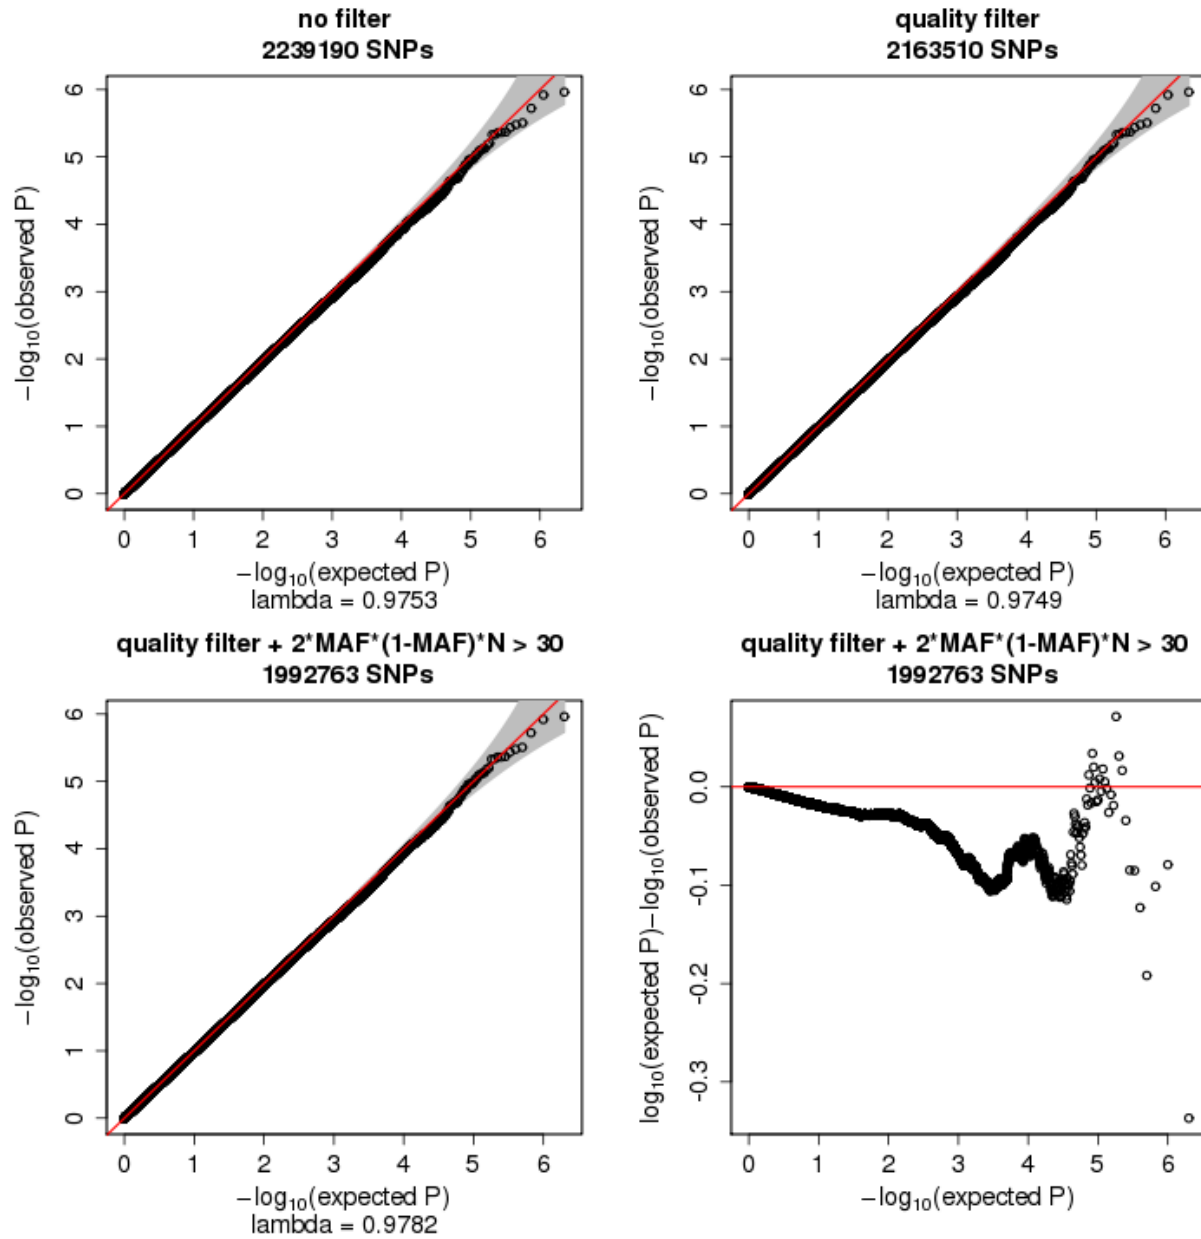 no filter
2239190 SNPs
6
5
4
3
2
1
0
−log10(observed P)
0 1 2 3 4 5 6
−log10(expected P)
lambda = 0.9753
quality filter
2163510 SNPs
6
5
4
3
2
1
0
−log10(observed P)
0 1 2 3 4 5 6
−log10(expected P)
lambda = 0.9749
quality filter + 2*MAF*(1-MAF)*N > 30
1992763 SNPs
6
5
4
3
2
1
0
−log10(observed P)
0 1 2 3 4 5 6
−log10(expected P)
lambda = 0.9782
quality filter + 2*MAF*(1-MAF)*N > 30
1992763 SNPs
0.0
-0.1
-0.2
-0.3
log10(expected P)−log10(observed P)
0 1 2 3 4 5 6
−log10(expected P)